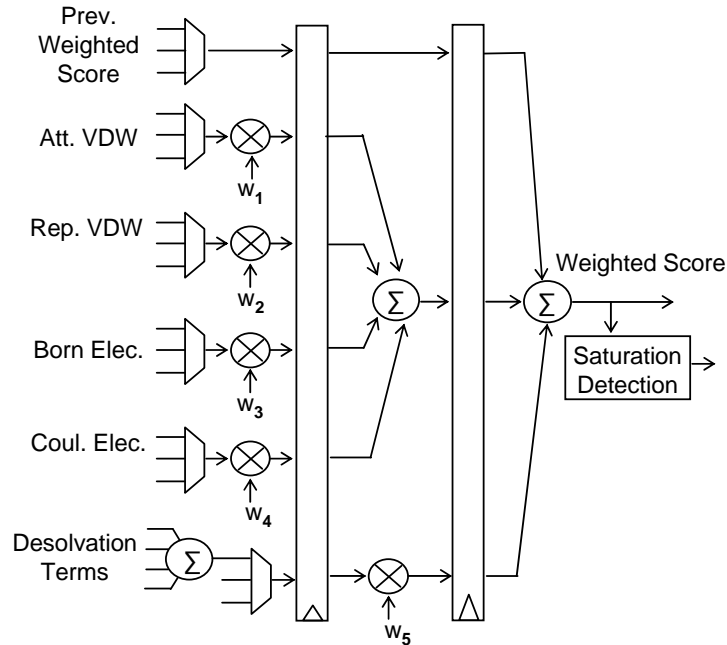 Prev.
Weighted
Score
Att. VDW
w1
Rep. VDW
w2
Σ
Weighted Score
Σ
Born Elec.
w3
Saturation
Detection
Coul. Elec.
w4
Desolvation
Terms
Σ
w5